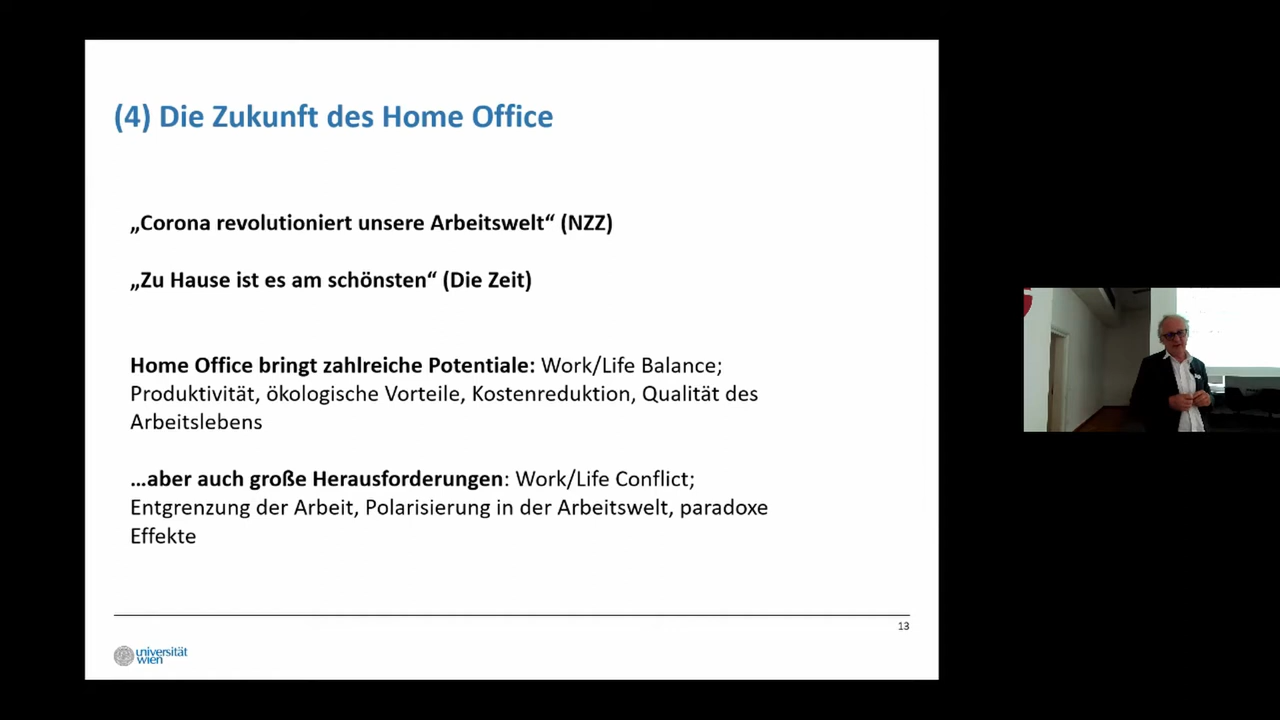 (4) Die Zukunft des Home Office
„Corona revolutioniert unsere Arbeitswelt“ (NZZ)
„Zu Hause ist es am schönsten“ (Die Zeit)
Home Office bringt zahlreiche Potentiale: Work/Life Balance;
Produktivität, ökologische Vorteile, Kostenreduktion, Qualität des
Arbeitslebens
…aber auch große Herausforderungen: Work/Life Conflict;
Entgrenzung der Arbeit, Polarisierung in der Arbeitswelt, paradoxe
Effekte
13
universität
wien